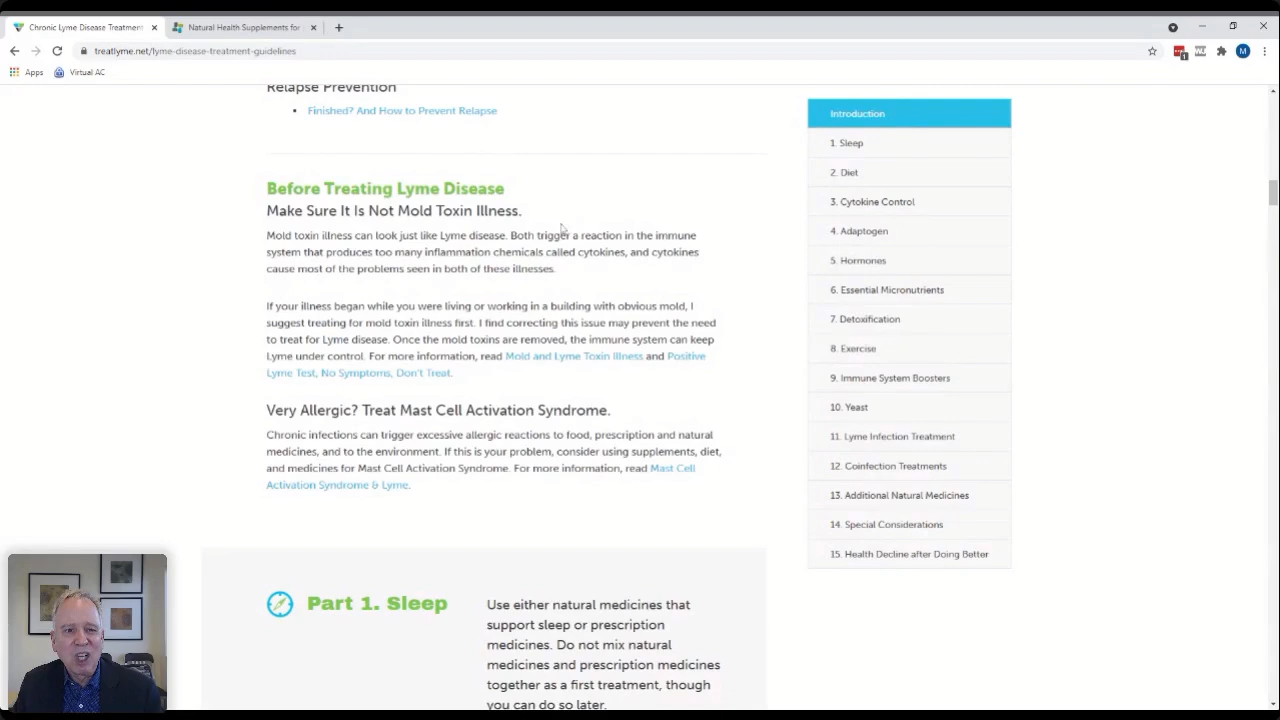 Chronic Lyme Disease Treatment
Natural Health Supplements for
treatlyme.net/lyme-disease-treatment-guidelines
Apps
Virtual AC
Relapse Prevention
• Finished? And How to Prevent Relapse
Before Treating Lyme Disease
Make Sure It Is Not Mold Toxin Illness.
Mold toxin illness can look just like Lyme disease. Both trigger a reaction in the immune
system that produces too many inflammation chemicals called cytokines, and cytokines
cause most of the problems seen in both of these illnesses.
If your illness began while you were living or working in a building with obvious mold, I
suggest treating for mold toxin illness first. I find correcting this issue may prevent the need
to treat for Lyme disease. Once the mold toxins are removed, the immune system can keep
Lyme under control. For more information, read Mold and Lyme Toxin Illness and Positive
Lyme Test, No Symptoms, Don't Treat.
Very Allergic? Treat Mast Cell Activation Syndrome.
Chronic infections can trigger excessive allergic reactions to food, prescription and natural
medicines, and to the environment. If this is your problem, consider using supplements, diet,
and medicines for Mast Cell Activation Syndrome. For more information, read Mast Cell
Activation Syndrome & Lyme.
Part 1. Sleep
Use either natural medicines that
support sleep or prescription
medicines. Do not mix natural
medicines and prescription medicines
together as a first treatment, though
you can do so later.
Introduction
1. Sleep
2. Diet
3. Cytokine Control
4. Adaptogen
5. Hormones
6. Essential Micronutrients
7. Detoxification
8. Exercise
9. Immune System Boosters
10. Yeast
11. Lyme Infection Treatment
12. Coinfection Treatments
13. Additional Natural Medicines
14. Special Considerations
15. Health Decline after Doing Better